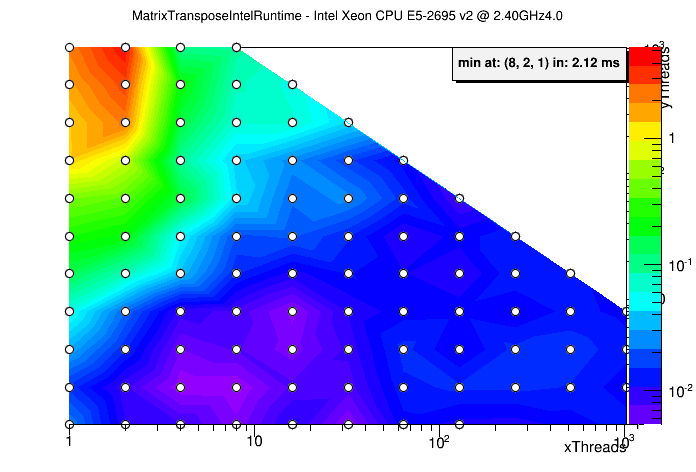 MatrixTransposeIntelRuntime - Intel Xeon CPU E5-2695 v2 @ 2.40GHz4.0
min at: (8, 2, 1) in: 2.12 ms
yThreads
1
10⁻¹
10⁻²
1
10
10²
10³
xThreads